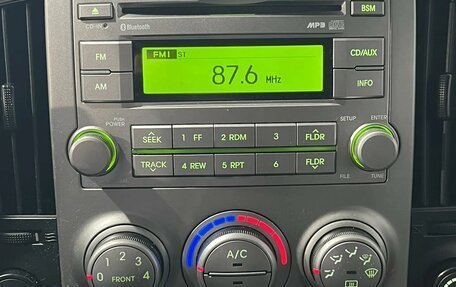 BSM
CD-IN
Bluetooth
MP3
FM1 ST
FM
87.6 MHz
CD/AUX
AM
INFO
PUSH
POWER
SETUP
ENTER
SEEK
1 FF
2 RDM
3
FLDR
TRACK
4 REW
5 RPT
6
FLDR
FILE
TUNE
0 1 2 3 4
FRONT
A/C